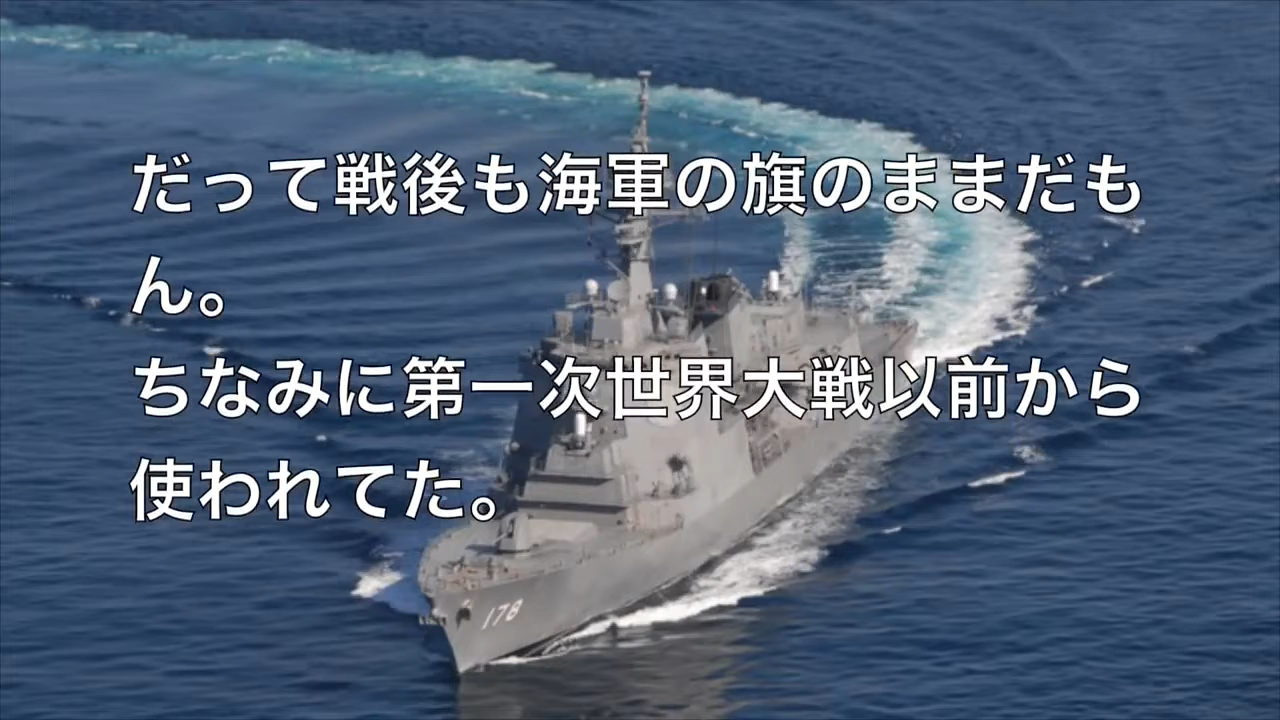 だって戦後も海軍の旗のままだも
ん。
ちなみに第一次世界大戦以前から
使われてた。
178